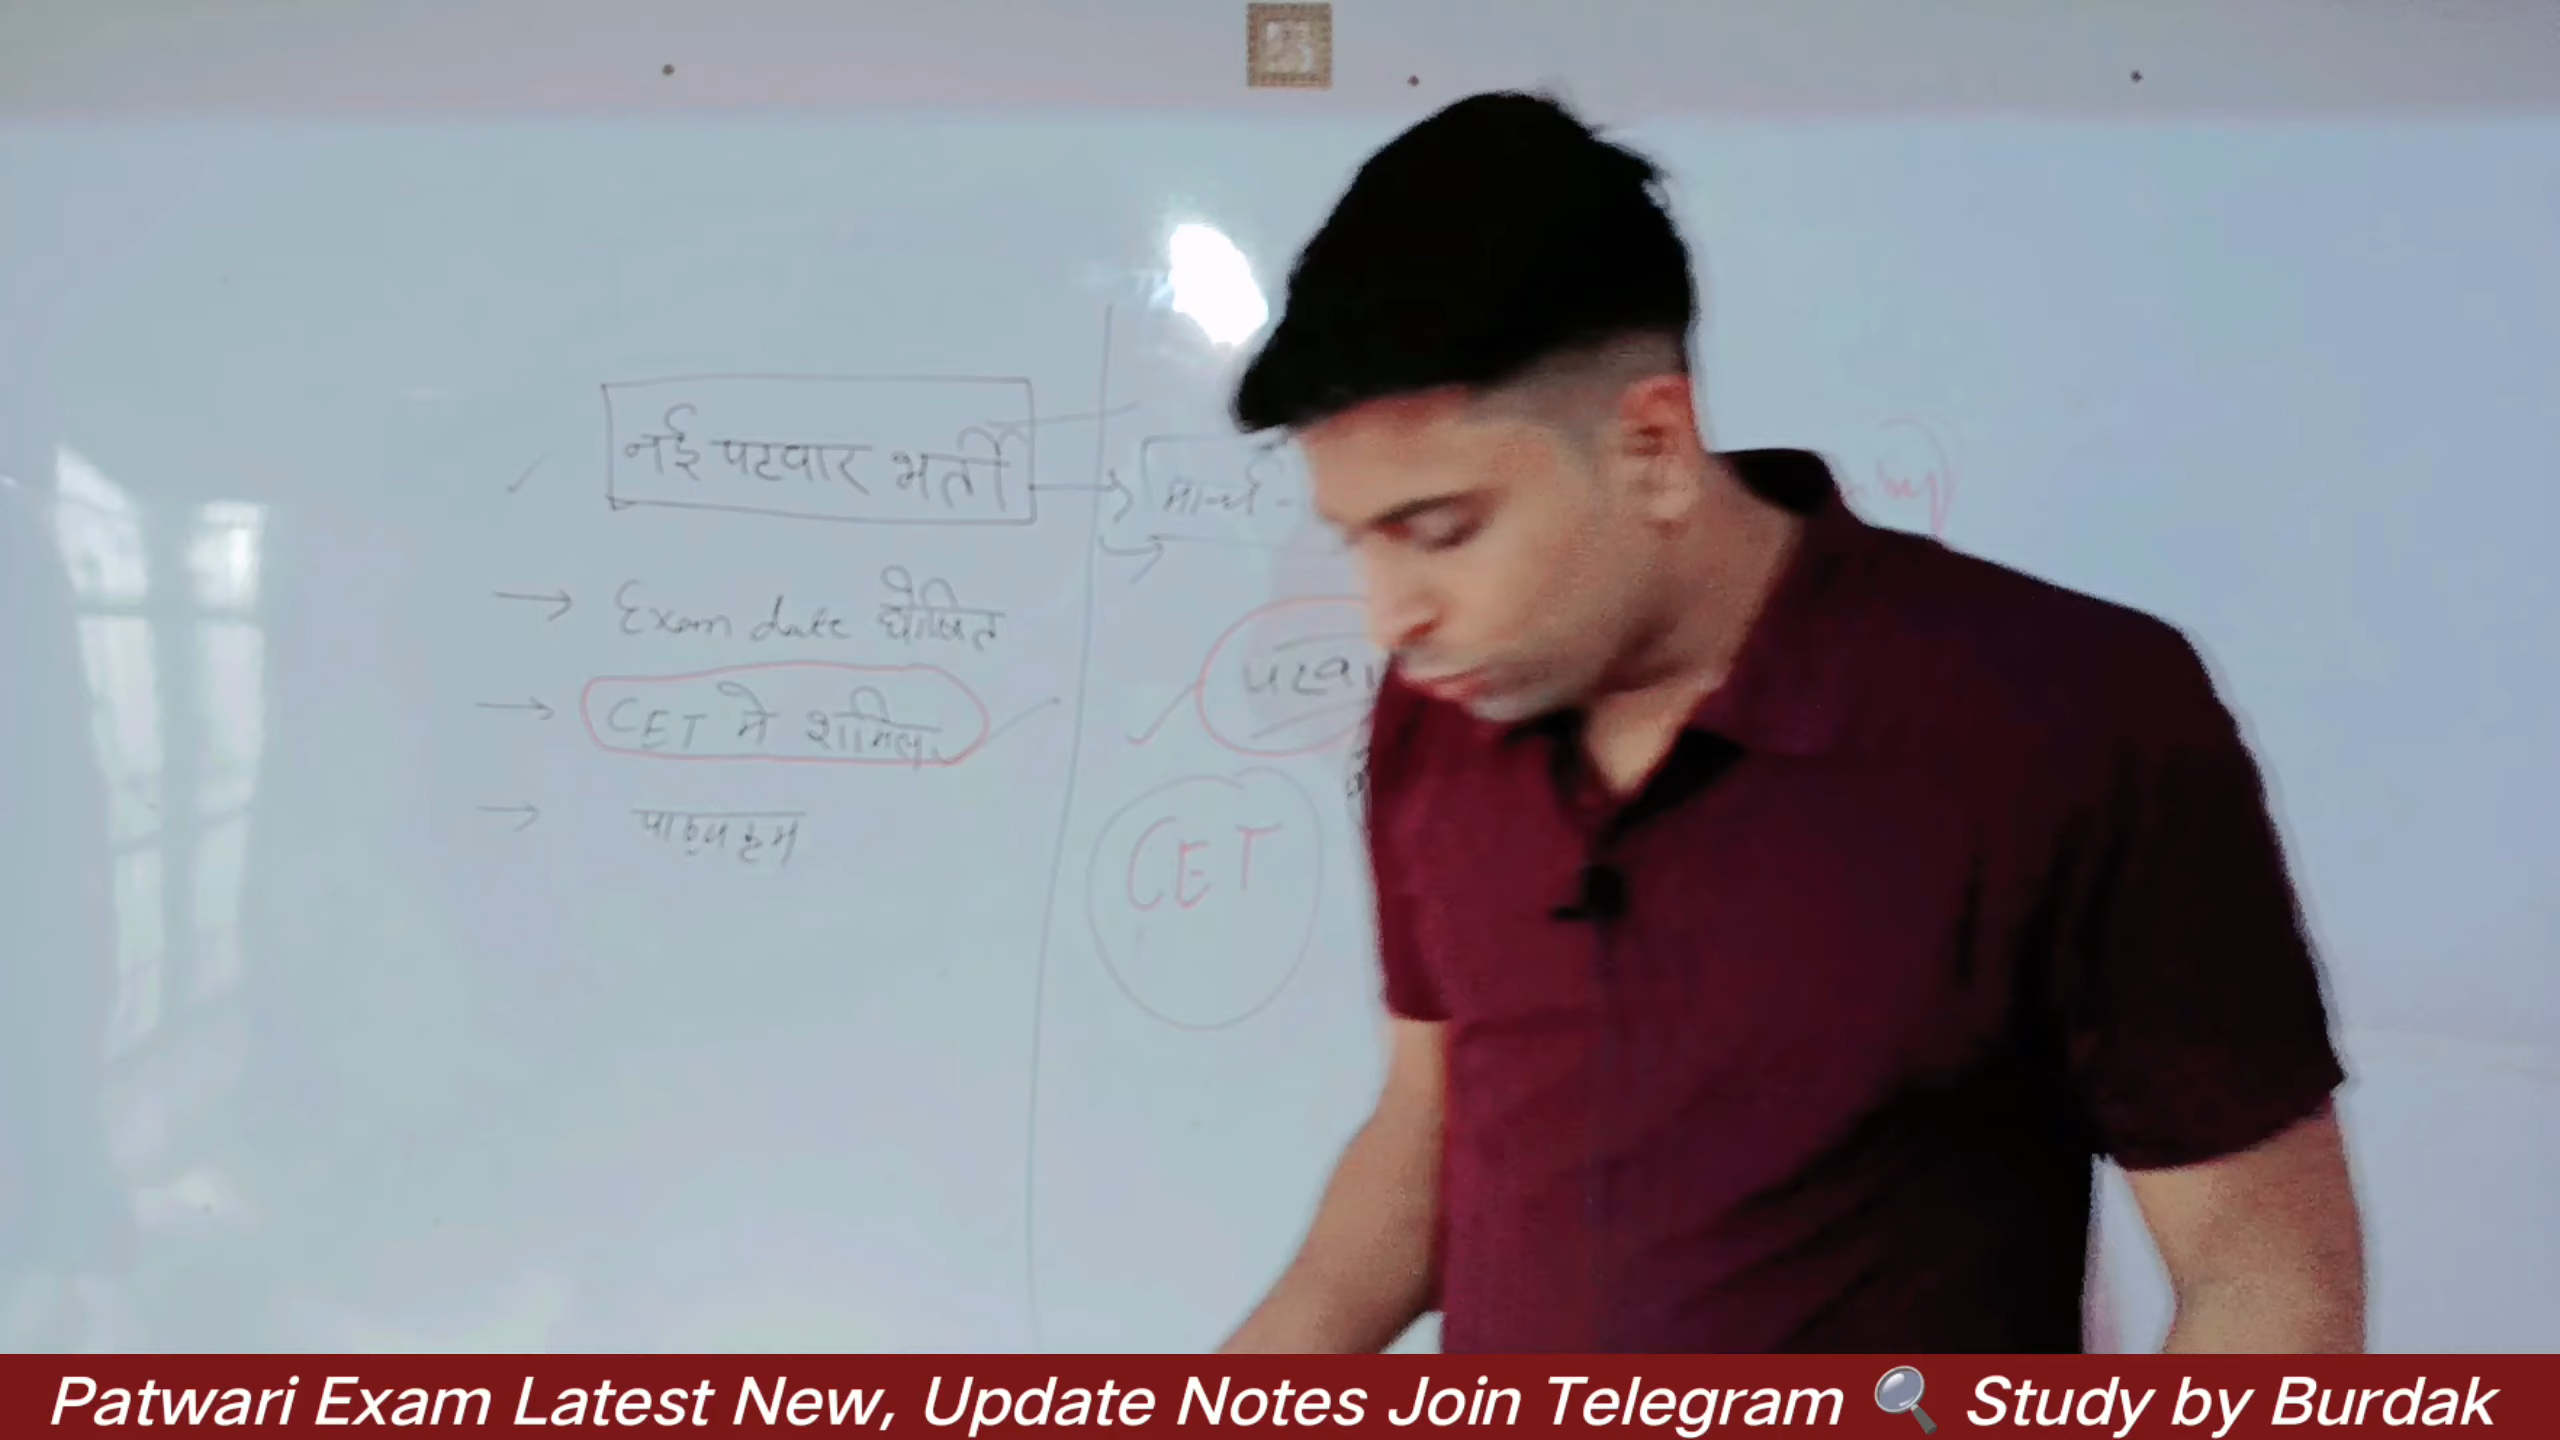 नई पटवार भर्ती
मार्च -
Exam date घोषित
CET मे शामिल
पटवा
पाठ्यक्रम
CET
Patwari Exam Latest New, Update Notes Join Telegram 🔍 Study by Burdak